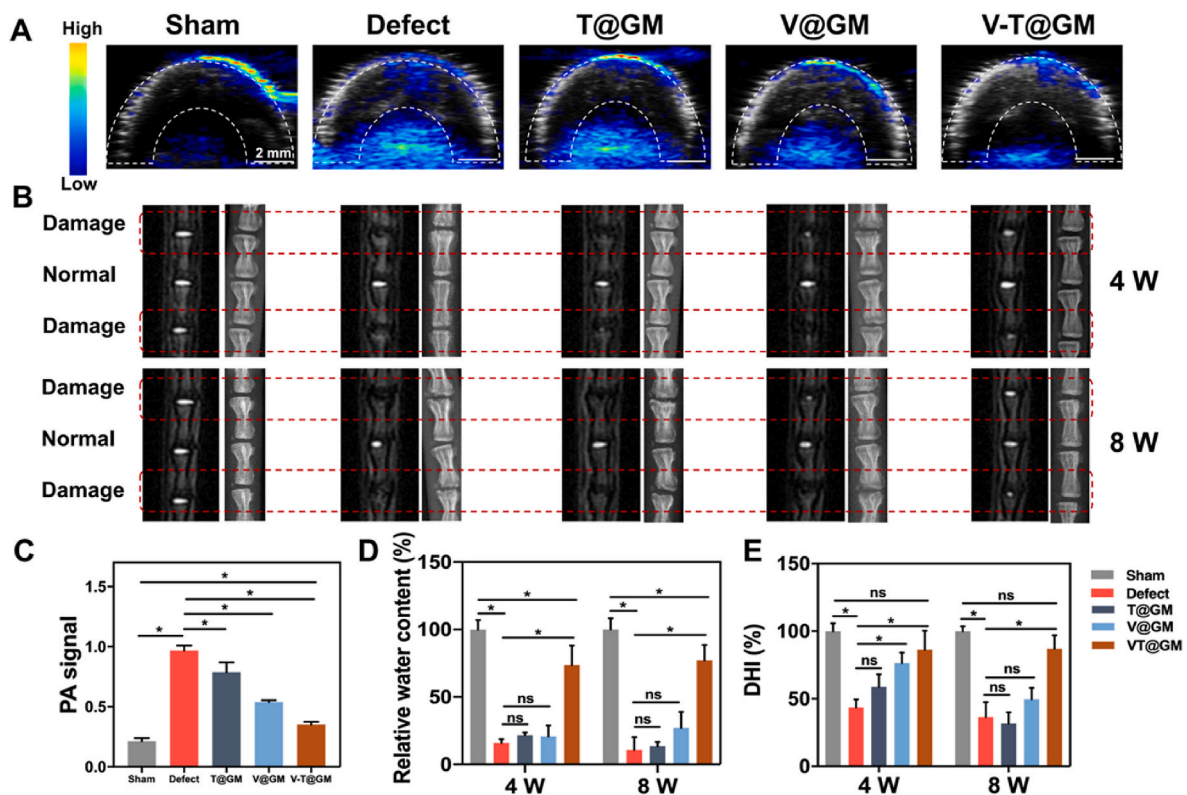 A
Sham Defect T@GM V@GM V-T@GM
High
Low
2 mm
B
Damage
Normal
Damage
4 W
Damage
Normal
Damage
8 W
C
PA signal
1.5
1.0
0.5
0.0
* * * * *
Sham Defect T@GM V@GM V-T@GM
D
Relative water content (%)
150
100
50
0
* * * ns ns
* * * ns ns
4 W 8 W
E
DHI (%)
150
100
50
0
ns * * ns
ns * * ns ns
4 W 8 W
Sham
Defect
T@GM
V@GM
VT@GM